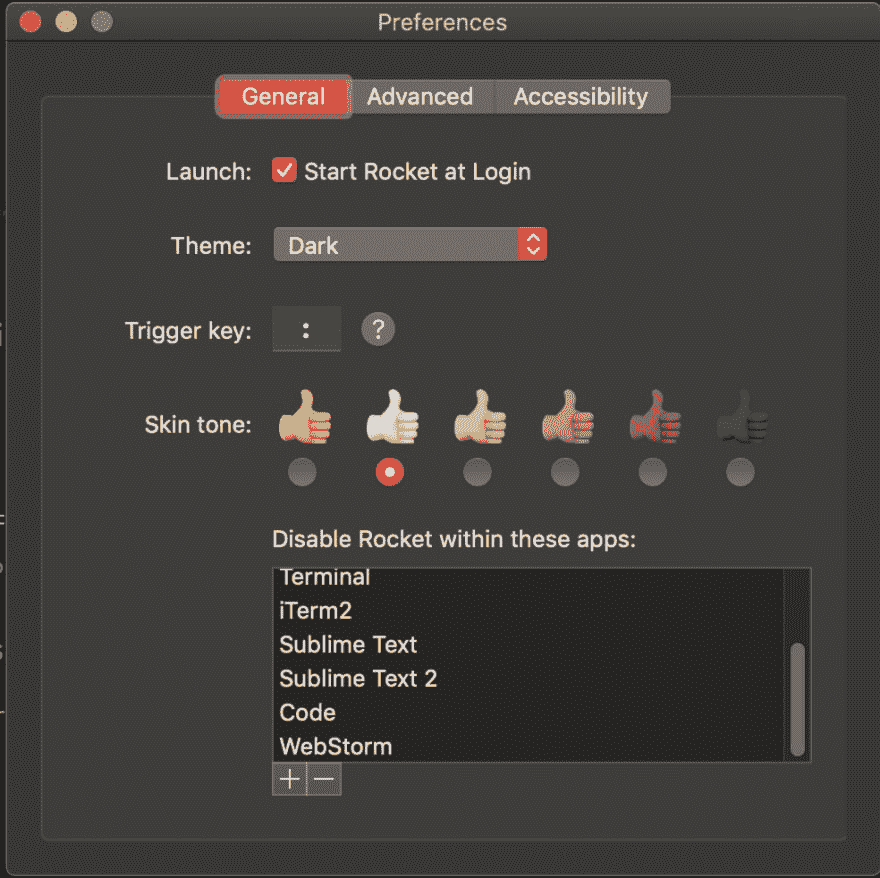 Preferences
General Advanced Accessibility
Launch: Start Rocket at Login
Theme: Dark
Trigger key: : ?
Skin tone:
Disable Rocket within these apps:
Terminal
iTerm2
Sublime Text
Sublime Text 2
Code
WebStorm